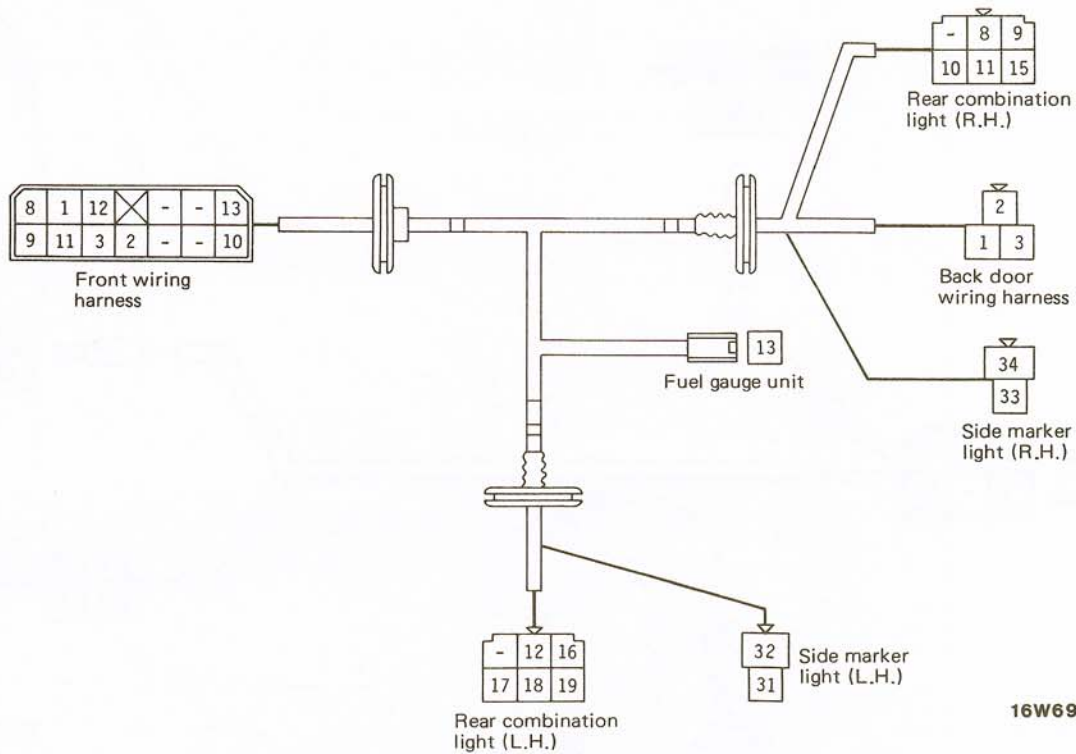 - 8 9
10 11 15
Rear combination
light (R.H.)
8 1 12 - - 13
9 11 3 2 - - 10
Front wiring
harness
2
1 3
Back door
wiring harness
13
Fuel gauge unit
34
33
Side marker
light (R.H.)
- 12 16
17 18 19
Rear combination
light (L.H.)
32
31
Side marker
light (L.H.)
16W69